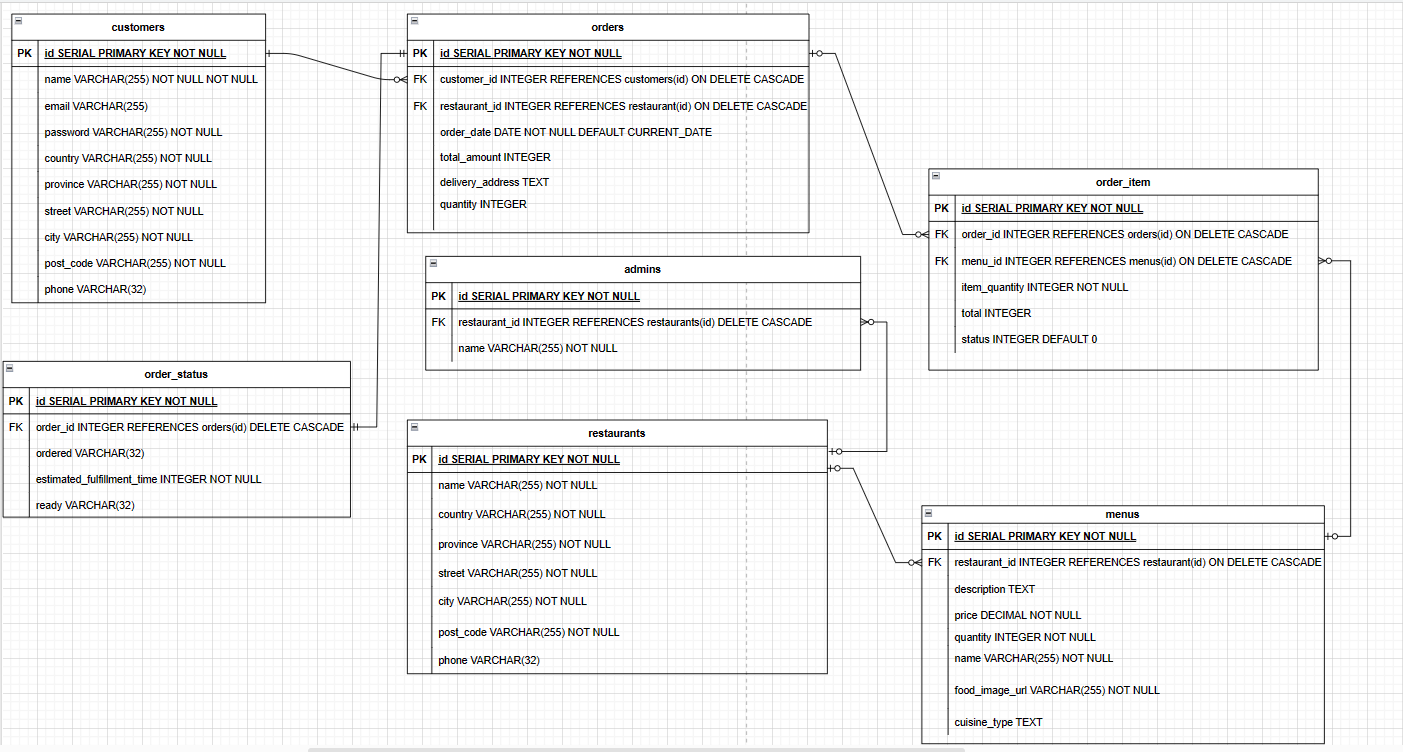 customers
PK id SERIAL PRIMARY KEY NOT NULL
name VARCHAR(255) NOT NULL NOT NULL
email VARCHAR(255)
password VARCHAR(255) NOT NULL
country VARCHAR(255) NOT NULL
province VARCHAR(255) NOT NULL
street VARCHAR(255) NOT NULL
city VARCHAR(255) NOT NULL
post_code VARCHAR(255) NOT NULL
phone VARCHAR(32)
orders
PK id SERIAL PRIMARY KEY NOT NULL
FK customer_id INTEGER REFERENCES customers(id) ON DELETE CASCADE
FK restaurant_id INTEGER REFERENCES restaurant(id) ON DELETE CASCADE
order_date DATE NOT NULL DEFAULT CURRENT_DATE
total_amount INTEGER
delivery_address TEXT
quantity INTEGER
order_item
PK id SERIAL PRIMARY KEY NOT NULL
FK order_id INTEGER REFERENCES orders(id) ON DELETE CASCADE
FK menu_id INTEGER REFERENCES menus(id) ON DELETE CASCADE
item_quantity INTEGER NOT NULL
total INTEGER
status INTEGER DEFAULT 0
admins
PK id SERIAL PRIMARY KEY NOT NULL
FK restaurant_id INTEGER REFERENCES restaurants(id) DELETE CASCADE
name VARCHAR(255) NOT NULL
order_status
PK id SERIAL PRIMARY KEY NOT NULL
FK order_id INTEGER REFERENCES orders(id) DELETE CASCADE
ordered VARCHAR(32)
estimated_fulfillment_time INTEGER NOT NULL
ready VARCHAR(32)
restaurants
PK id SERIAL PRIMARY KEY NOT NULL
name VARCHAR(255) NOT NULL
country VARCHAR(255) NOT NULL
province VARCHAR(255) NOT NULL
street VARCHAR(255) NOT NULL
city VARCHAR(255) NOT NULL
post_code VARCHAR(255) NOT NULL
phone VARCHAR(32)
menus
PK id SERIAL PRIMARY KEY NOT NULL
FK restaurant_id INTEGER REFERENCES restaurant(id) ON DELETE CASCADE
description TEXT
price DECIMAL NOT NULL
quantity INTEGER NOT NULL
name VARCHAR(255) NOT NULL
food_image_url VARCHAR(255) NOT NULL
cuisine_type TEXT